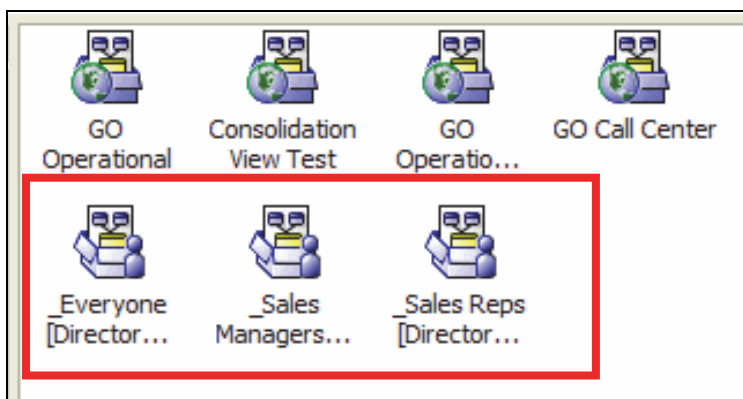 GO Operational
Consolidation View Test
GO Operatio...
GO Call Center
_Everyone [Director...
_Sales Managers...
_Sales Reps [Director...